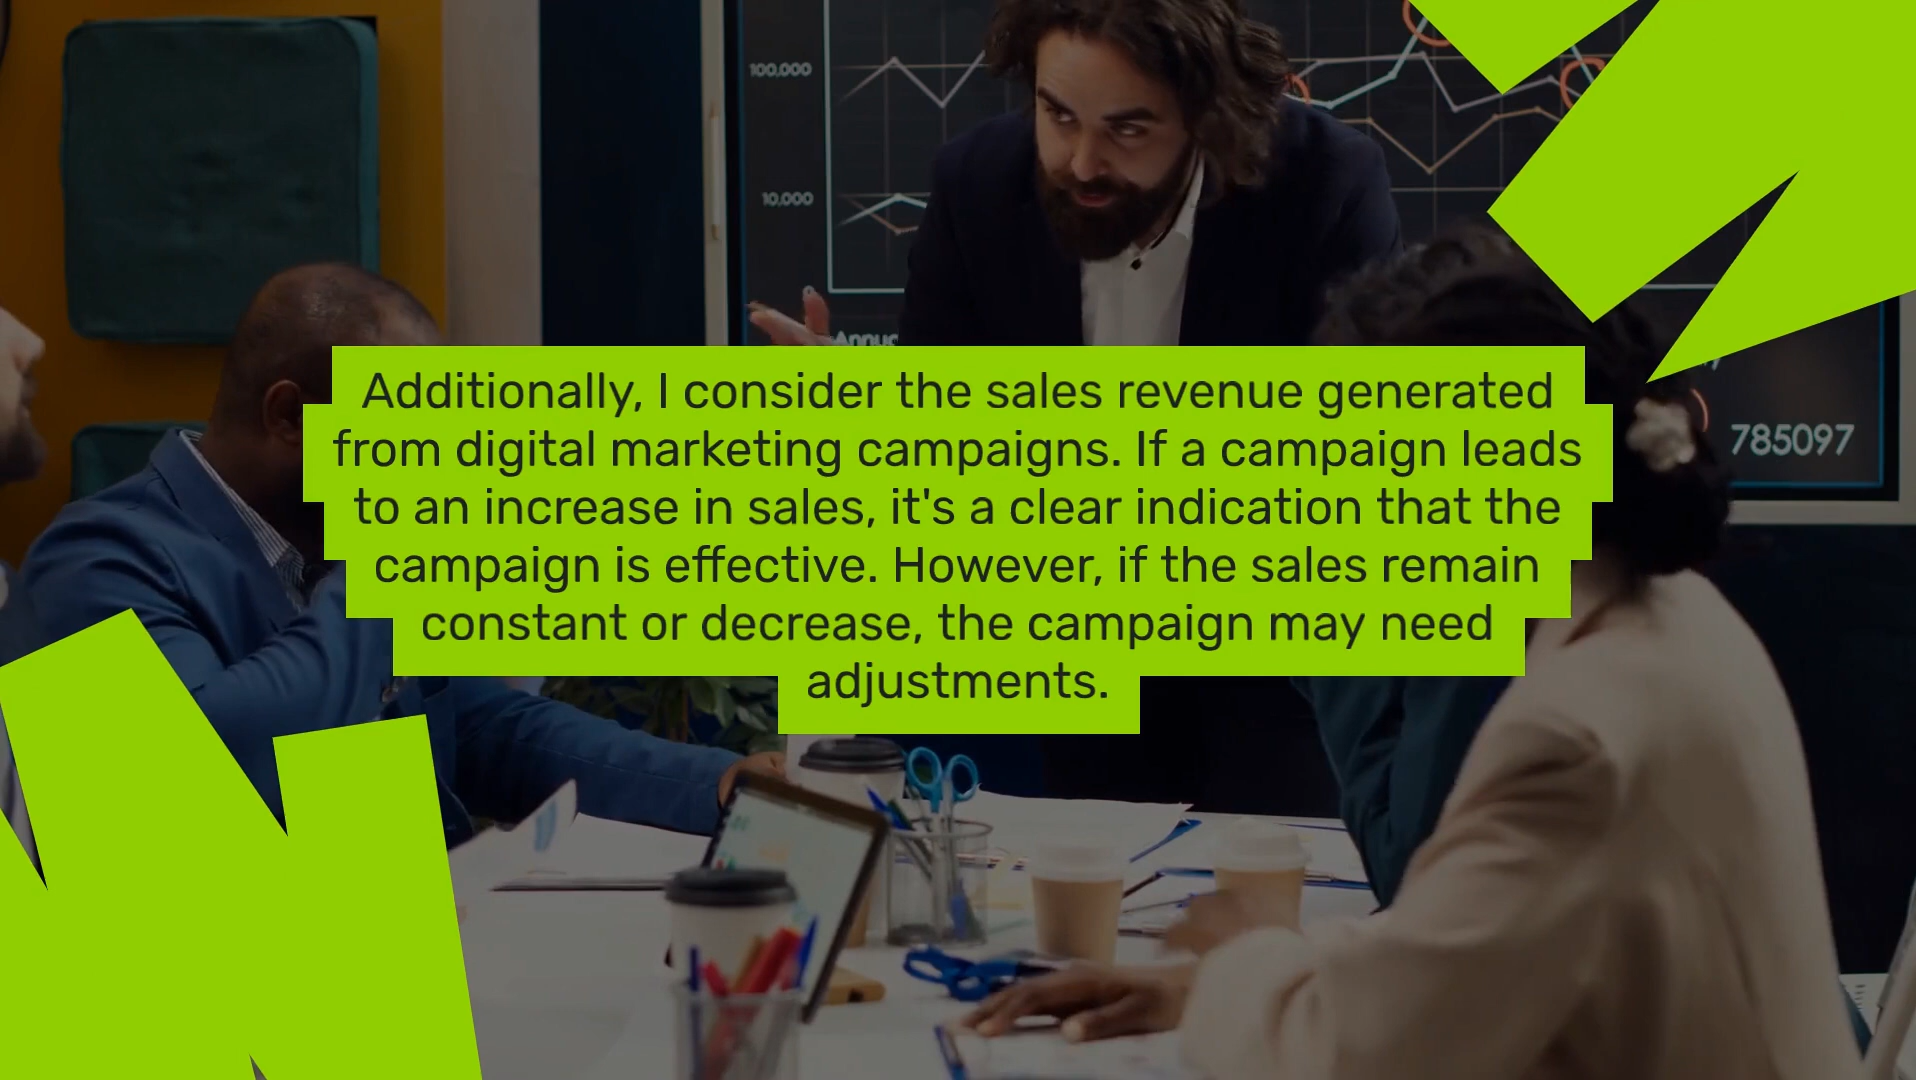 100,000
10,000
Additionally, I consider the sales revenue generated
from digital marketing campaigns. If a campaign leads
to an increase in sales, it's a clear indication that the
campaign is effective. However, if the sales remain
constant or decrease, the campaign may need
adjustments.
785097